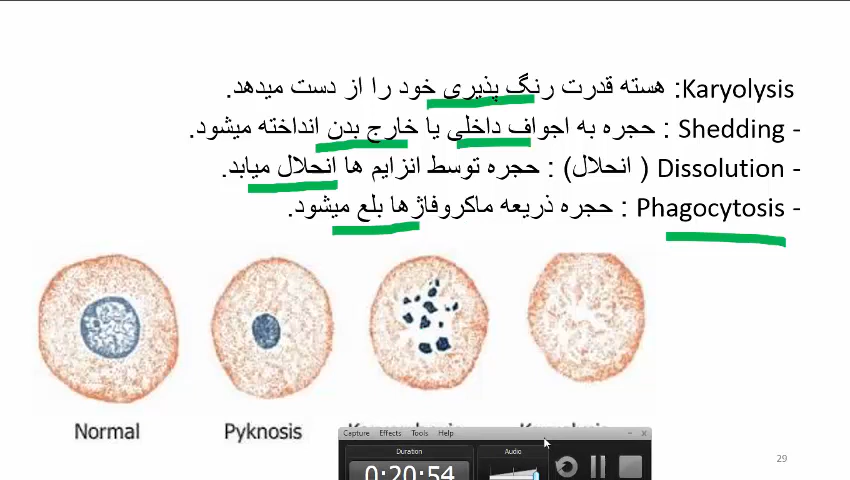 Karyolysis: هسته قدرت رنگ پذیری خود را از دست میدهد.
- Shedding : حجره به اجواف داخلی یا خارج بدن انداخته میشود.
- Dissolution ( انحلال) : حجره توسط انزایم ها انحلال میابد.
- Phagocytosis : حجره ذریعه ماکروفاژها بلع میشود.
Normal
Pyknosis
Capture Effects Tools Help
Duration
Audio
0:20:54
29